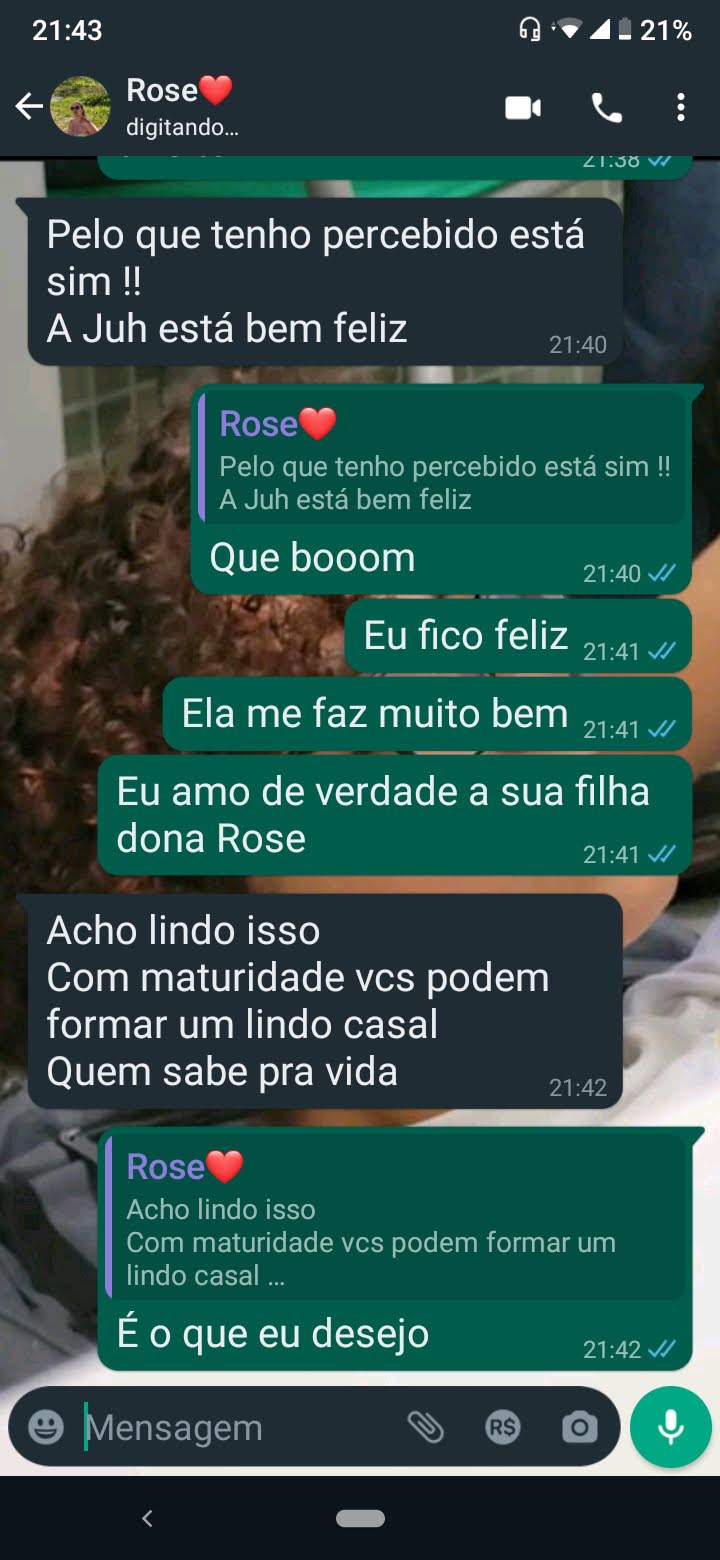 21:43
21%
Rose❤️
digitando...
21:38
Pelo que tenho percebido está
sim !!
A Juh está bem feliz
21:40
Rose❤️
Pelo que tenho percebido está sim !!
A Juh está bem feliz
Que booom
21:40
Eu fico feliz
21:41
Ela me faz muito bem
21:41
Eu amo de verdade a sua filha
dona Rose
21:41
Acho lindo isso
Com maturidade vcs podem
formar um lindo casal
Quem sabe pra vida
21:42
Rose❤️
Acho lindo isso
Com maturidade vcs podem formar um
lindo casal ...
É o que eu desejo
21:42
Mensagem
R$